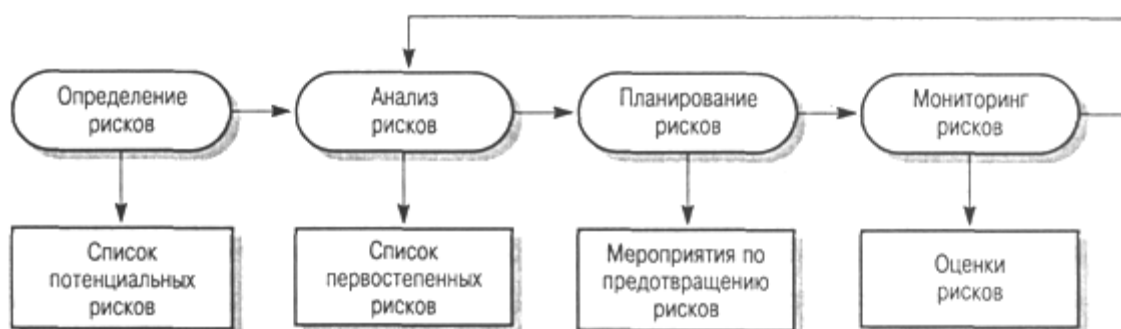 Определение
рисков
Анализ
рисков
Планирование
рисков
Мониторинг
рисков
Список
потенциальных
рисков
Список
первостепенных
рисков
Мероприятия по
предотвращению
рисков
Оценки
рисков